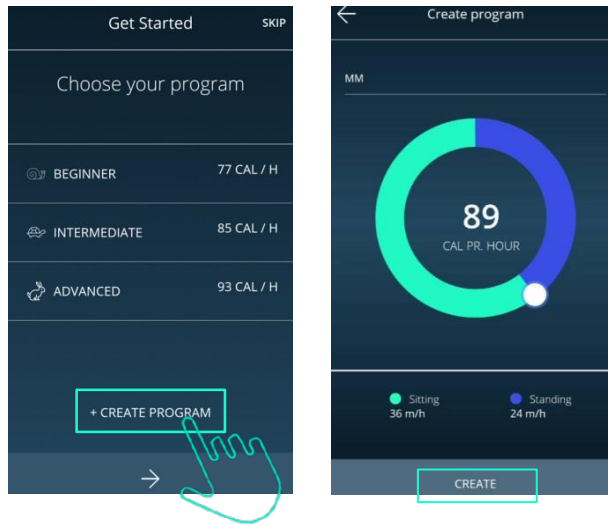 Get Started
SKIP
Choose your program
BEGINNER
77 CAL / H
INTERMEDIATE
85 CAL / H
ADVANCED
93 CAL / H
+ CREATE PROGRAM
Create program
MM
89
CAL PR. HOUR
Sitting
36 m/h
Standing
24 m/h
CREATE